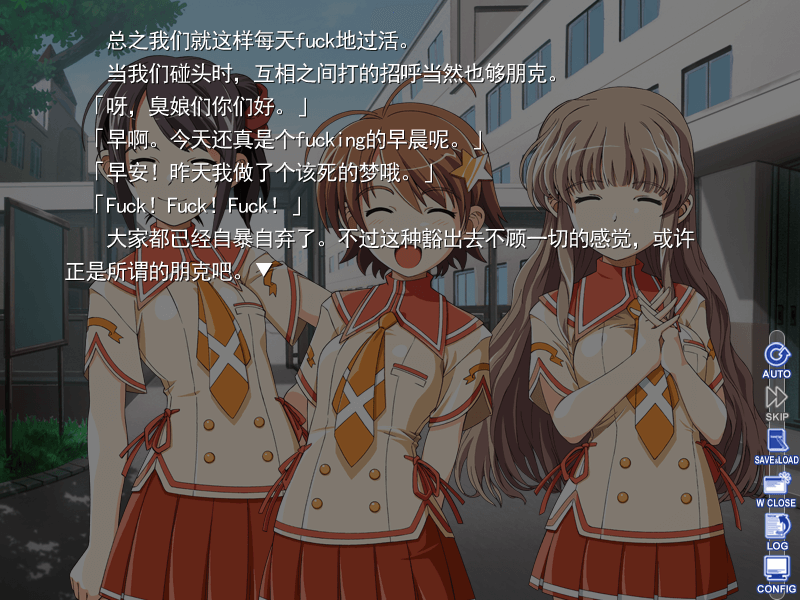 总之我们就这样每天fuck地过活。
当我们碰头时，互相之间打的招呼当然也够朋克。
「呀，臭娘们你们好。」
「早啊。今天还真是个fucking的早晨呢。」
「早安！昨天我做了个该死的梦哦。」
「Fuck！Fuck！Fuck！」
大家都已经自暴自弃了。不过这种豁出去不顾一切的感觉，或许
正是所谓的朋克吧。▼
AUTO
SKIP
SAVE&LOAD
W CLOSE
LOG
CONFIG